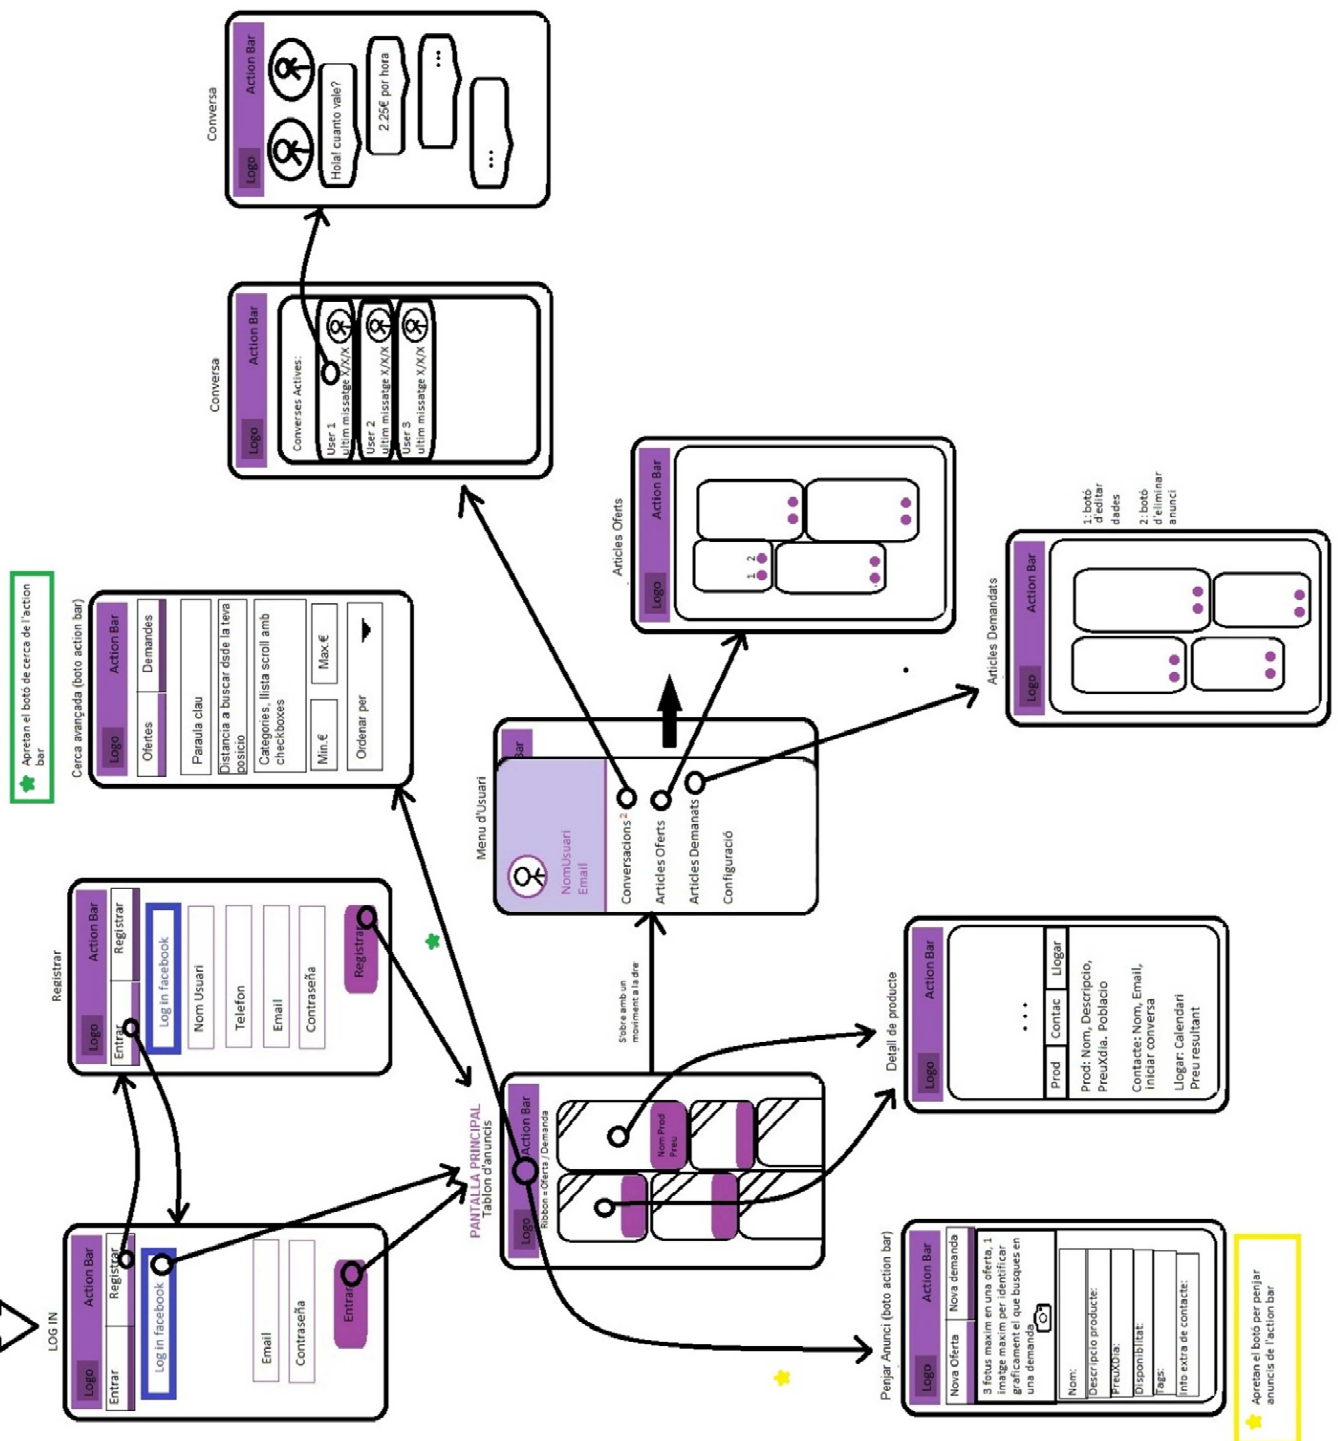 LOG IN
Logo
Action Bar
Entrar
Registrar
Log in facebook
Email
Contraseña
Entrar
Registrar
Logo
Action Bar
Entrar
Registrar
Log in facebook
Nom Usuari
Telefon
Email
Contraseña
Registrar
Apretan el botó de cerca de l'action
bar
Cerca avançada (boto action bar)
Logo
Action Bar
Ofertes
Demandes
Paraula clau
Distancia a buscar dsde la teva
posicio
Categories, llista scroll amb
checkboxes
Min.€
Max.€
Ordenar per
Conversa
Logo
Action Bar
Converses Actives:
User 1
ultim missatge X/X/X
User 2
ultim missatge X/X/X
User 3
ultim missatge X/X/X
Conversa
Logo
Action Bar
Hola! cuanto vale?
2.25€ por hora
...
...
PANTALLA PRINCIPAL
Tablon d'anuncis
Logo
Action Bar
Ribbon = Oferta / Demanda
Nom Prod
Preu
S'obre amb un
moviment a la dre
Menu d'Usuari
Bar
NomUsuari
Email
Conversacions 2
Articles Oferts
Articles Demanats
Configuració
Articles Oferts
Logo
Action Bar
1 2
Articles Demandats
Logo
Action Bar
1: botó
d'editar
dades
2: botó
d'eliminar
anunci
Penjar Anunci (boto action bar)
Logo
Action Bar
Nova Oferta
Nova demanda
3 fotus maxim en una oferta, 1
imatge maxim per identificar
graficament el que busques en
una demanda
Nom:
Descripcio producte:
PreuXDia:
Disponiblitat:
Tags:
Info extra de contacte:
Apretan el botó per penjar
anuncis de l'action bar
Detall de producte
Logo
Action Bar
...
Prod
Contac
Llogar
Prod: Nom, Descripcio,
PreuXdia. Poblacio
Contacte: Nom, Email,
iniciar conversa
Llogar: Calendari
Preu resultant